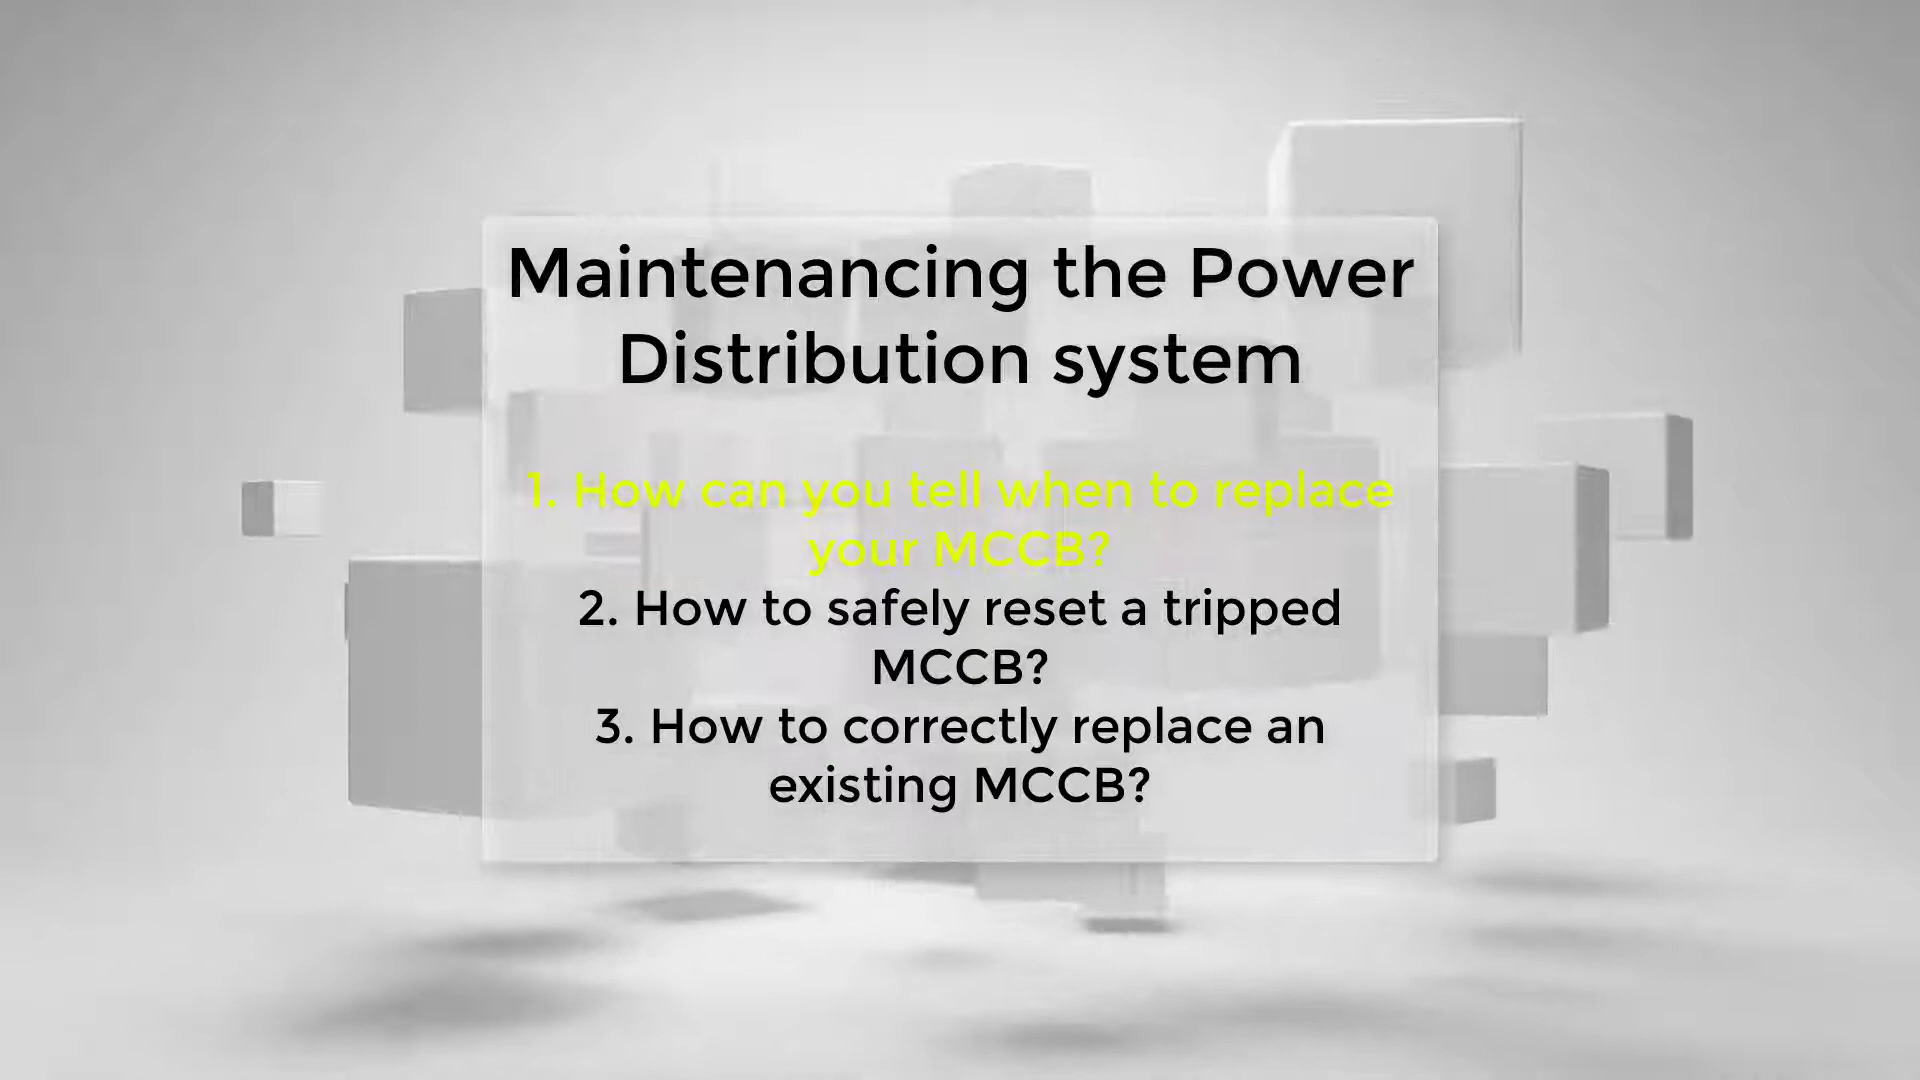 Maintenancing the Power
Distribution system
1. How can you tell when to replace
your MCCB?
2. How to safely reset a tripped
MCCB?
3. How to correctly replace an
existing MCCB?